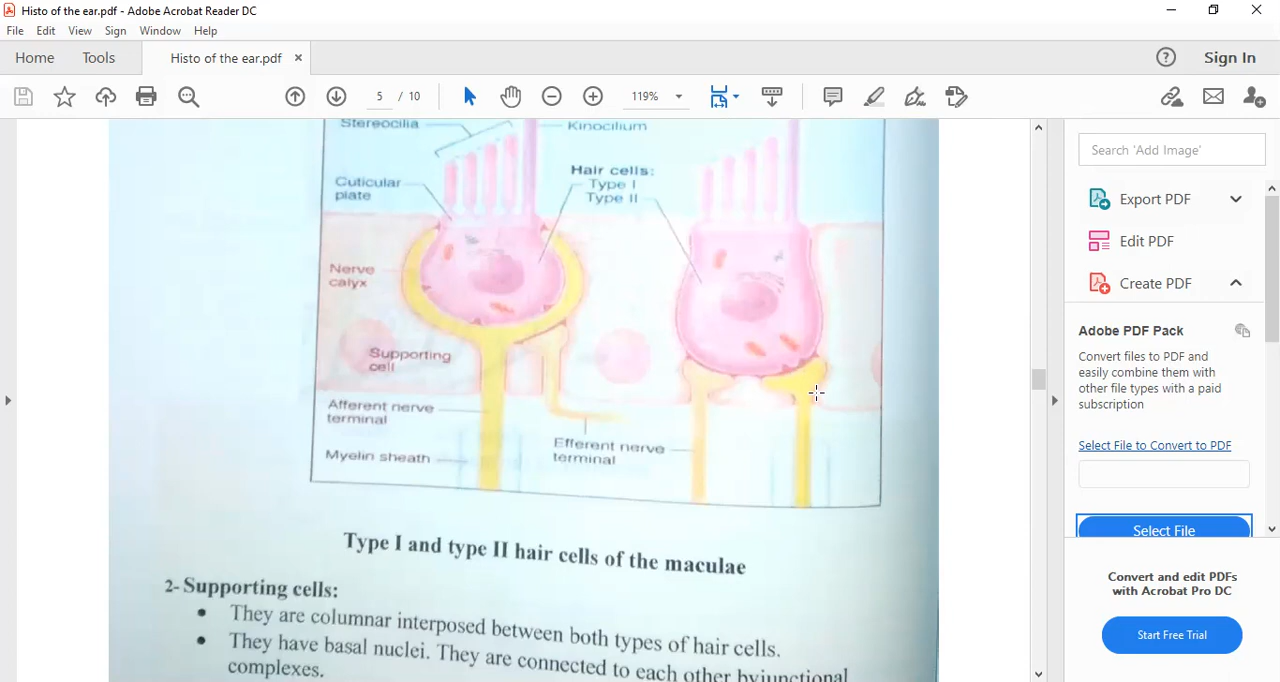 Histo of the ear.pdf - Adobe Acrobat Reader DC
File Edit View Sign Window Help
Home Tools Histo of the ear.pdf × ? Sign In
5 / 10 119%
Stereocilia Kinocilium
Cuticular plate
Hair cells:
Type I
Type II
Nerve calyx
Supporting cell
Afferent nerve terminal
Efferent nerve terminal
Myelin sheath
Type I and type II hair cells of the maculae
2- Supporting cells:
• They are columnar interposed between both types of hair cells.
• They have basal nuclei. They are connected to each other byjunctional
complexes.
Search 'Add Image'
Export PDF
Edit PDF
Create PDF
Adobe PDF Pack
Convert files to PDF and
easily combine them with
other file types with a paid
subscription
Select File to Convert to PDF
Select File
Convert and edit PDFs
with Acrobat Pro DC
Start Free Trial